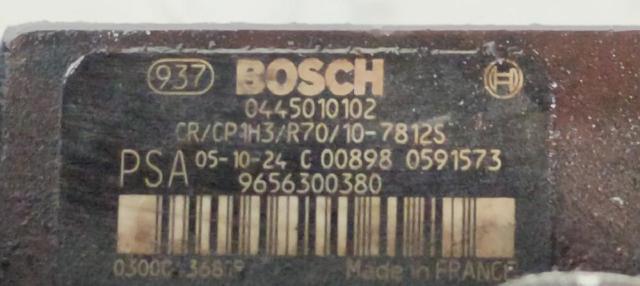 937 BOSCH
0445010102
CR/CP1H3/R70/10-7812S
PSA 05-10-24 C 00898 0591573
9656300380
Made in FRANCE